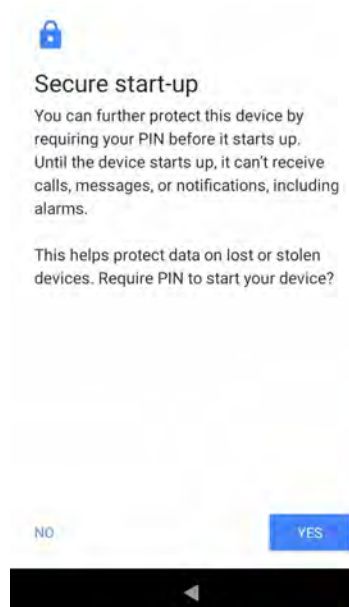 Secure start-up
You can further protect this device by
requiring your PIN before it starts up.
Until the device starts up, it can't receive
calls, messages, or notifications, including
alarms.
This helps protect data on lost or stolen
devices. Require PIN to start your device?
NO
YES